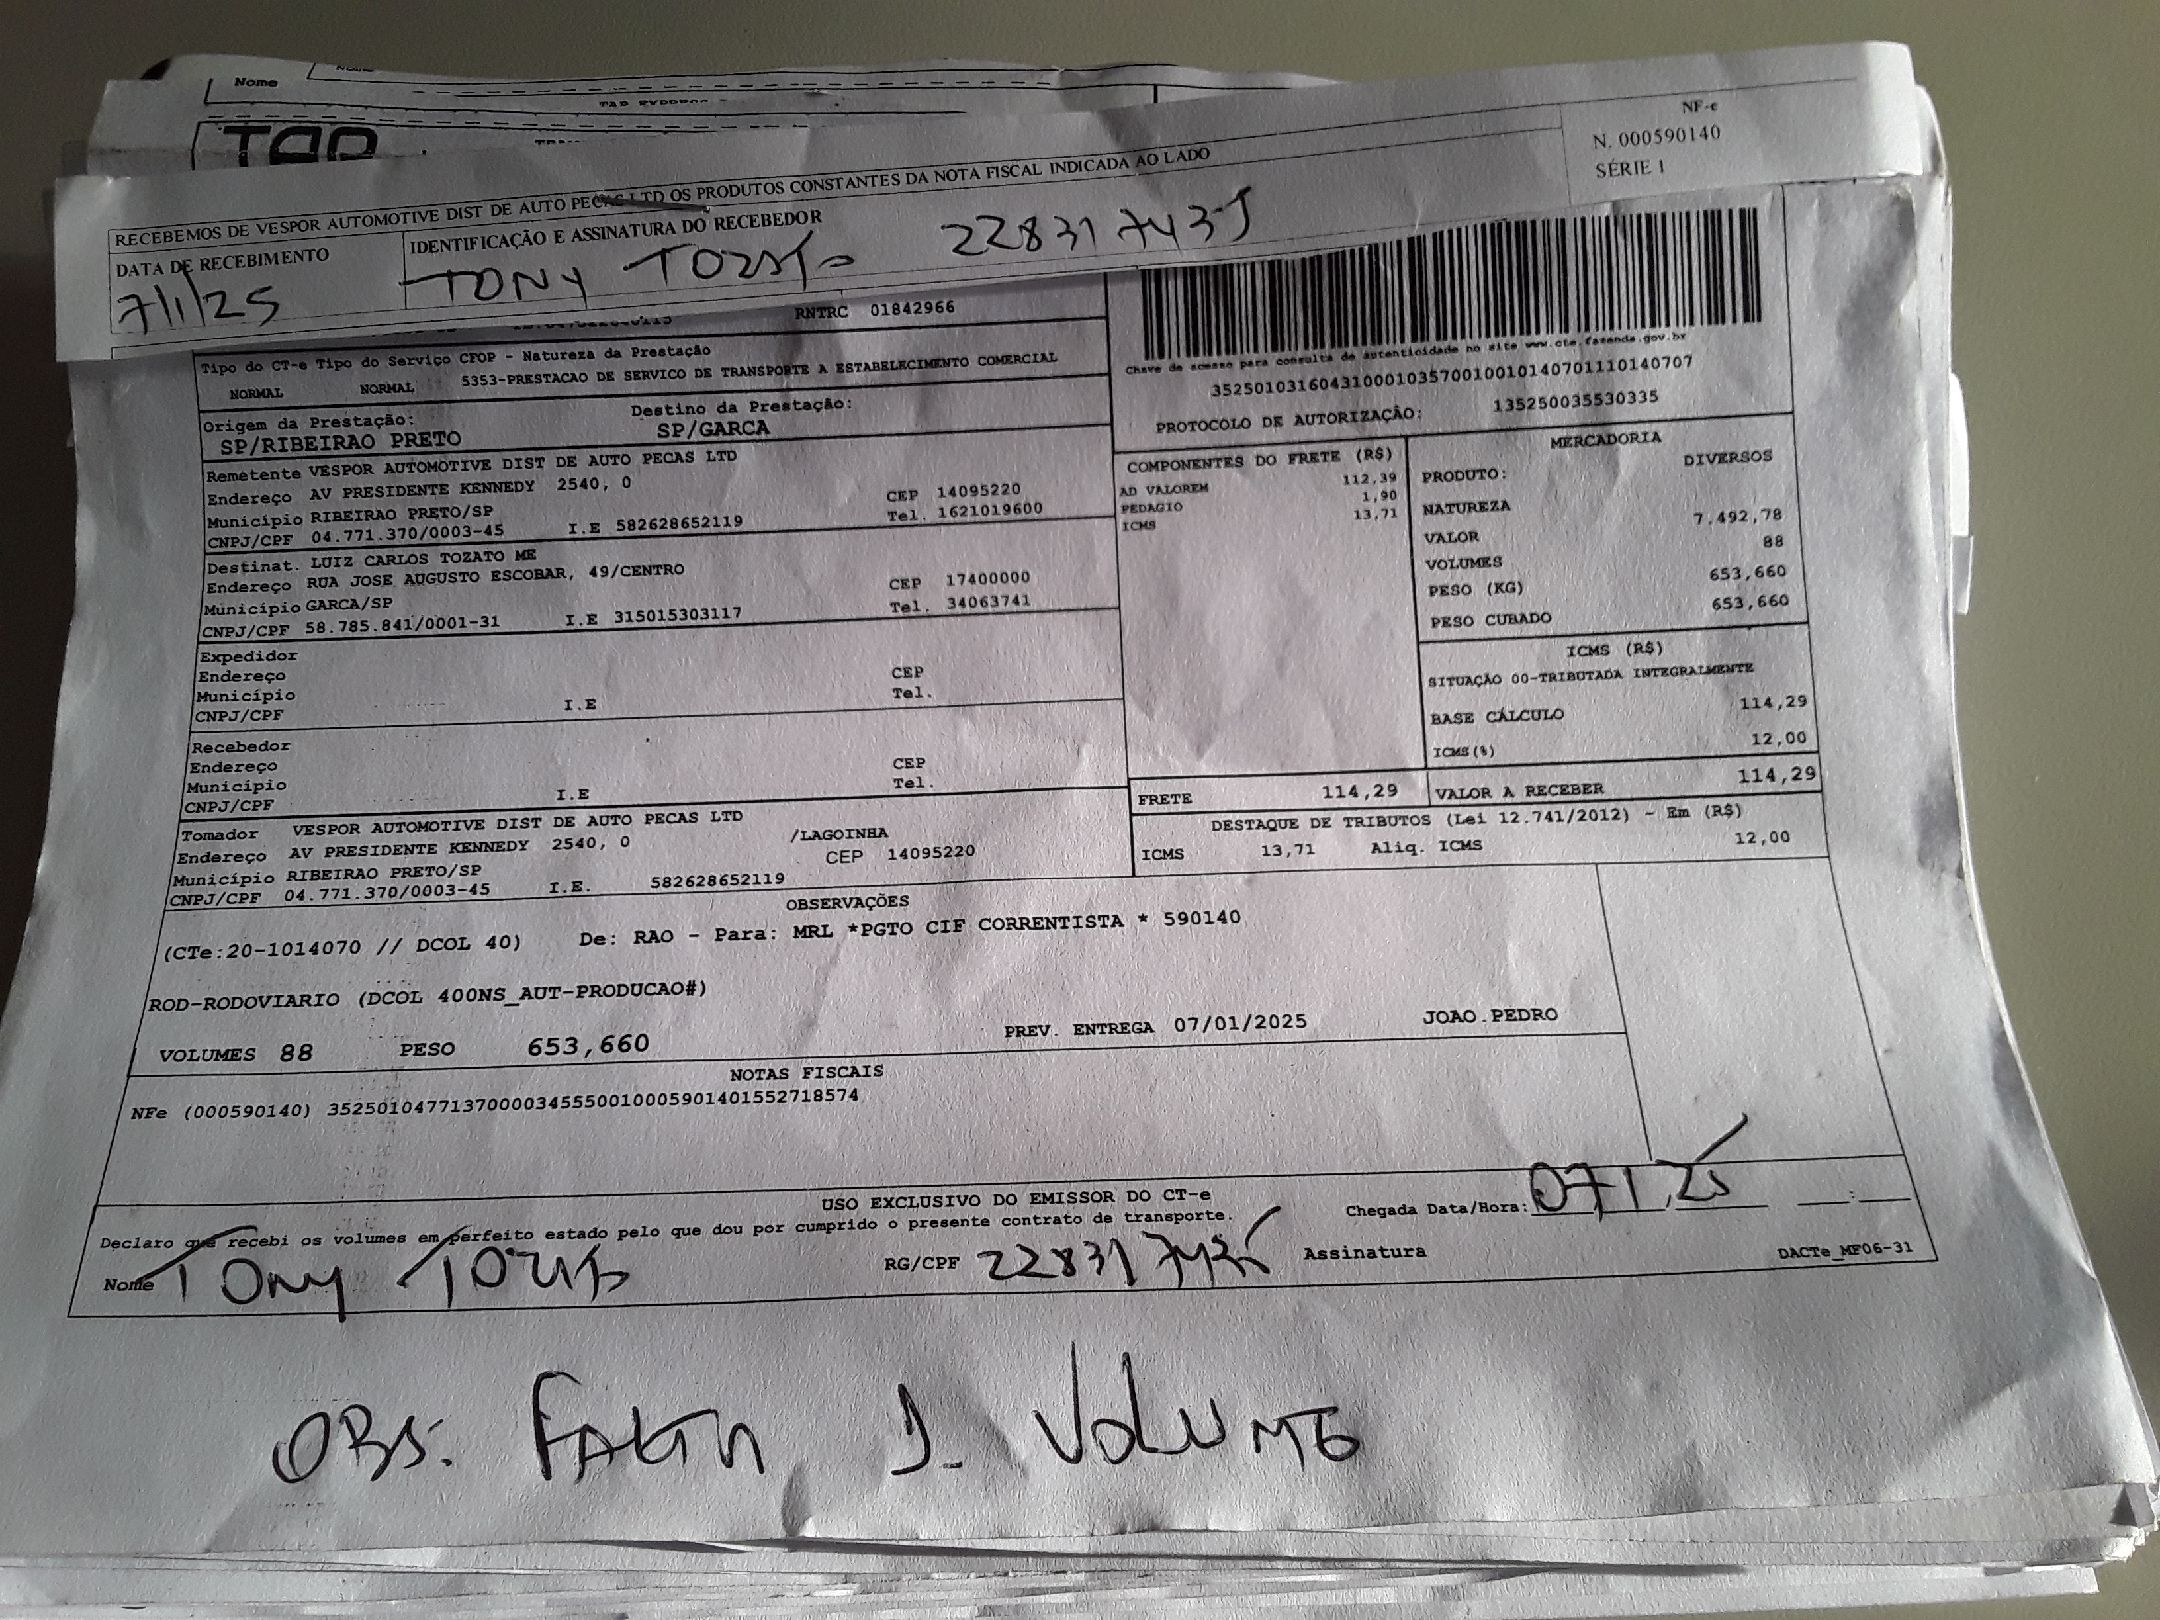 Nome
TAP
NF-e
N. 000590140
SÉRIE 1
RECEBEMOS DE VESPOR AUTOMOTIVE DIST DE AUTO PECAS LTD OS PRODUTOS CONSTANTES DA NOTA FISCAL INDICADA AO LADO
DATA DE RECEBIMENTO
IDENTIFICAÇÃO E ASSINATURA DO RECEBEDOR
7/1/25 TONY 228317435
RNTRC 01842966
Tipo do CT-e Tipo do Serviço CFOP - Natureza da Prestação
NORMAL NORMAL 5353-PRESTACAO DE SERVICO DE TRANSPORTE A ESTABELECIMENTO COMERCIAL
Origem da Prestação: Destino da Prestação:
SP/RIBEIRAO PRETO SP/GARCA
Remetente VESPOR AUTOMOTIVE DIST DE AUTO PECAS LTD
Endereço AV PRESIDENTE KENNEDY 2540, 0 CEP 14095220
Município RIBEIRAO PRETO/SP Tel. 1621019600
CNPJ/CPF 04.771.370/0003-45 I.E 582628652119
Destinat. LUIZ CARLOS TOZATO ME
Endereço RUA JOSE AUGUSTO ESCOBAR, 49/CENTRO CEP 17400000
Município GARCA/SP Tel. 34063741
CNPJ/CPF 58.785.841/0001-31 I.E 315015303117
Expedidor
Endereço CEP
Município Tel.
CNPJ/CPF I.E
Recebedor
Endereço CEP
Município Tel.
CNPJ/CPF I.E
Tomador VESPOR AUTOMOTIVE DIST DE AUTO PECAS LTD
Endereço AV PRESIDENTE KENNEDY 2540, 0 /LAGOINHA
Município RIBEIRAO PRETO/SP CEP 14095220
CNPJ/CPF 04.771.370/0003-45 I.E. 582628652119
Chave de acesso para consulta de autenticidade no site www.cte.fazenda.gov.br
35250103160431000103570010010140701110140707
PROTOCOLO DE AUTORIZAÇÃO: 135250035530335
COMPONENTES DO FRETE (R$)
AD VALOREM 112,39
PEDAGIO 1,90
ICMS 13,71
MERCADORIA
PRODUTO: DIVERSOS
NATUREZA
VALOR 7.492,78
VOLUMES 88
PESO (KG) 653,660
PESO CUBADO 653,660
ICMS (R$)
SITUAÇÃO 00-TRIBUTADA INTEGRALMENTE
BASE CÁLCULO 114,29
ICMS(%) 12,00
FRETE 114,29 VALOR A RECEBER 114,29
DESTAQUE DE TRIBUTOS (Lei 12.741/2012) - Em (R$)
ICMS 13,71 Aliq. ICMS 12,00
OBSERVAÇÕES
(CTe:20-1014070 // DCOL 40) De: RAO - Para: MRL *PGTO CIF CORRENTISTA * 590140
ROD-RODOVIARIO (DCOL 400NS_AUT-PRODUCAO#)
VOLUMES 88 PESO 653,660 PREV. ENTREGA 07/01/2025 JOAO.PEDRO
NOTAS FISCAIS
NFe (000590140) 35250104771370000345550010005901401552718574
USO EXCLUSIVO DO EMISSOR DO CT-e
Declaro que recebi os volumes em perfeito estado pelo que dou por cumprido o presente contrato de transporte.
Chegada Data/Hora: 07 1 25
Nome TONY RG/CPF 228317435 Assinatura
DACTe_MF06-31
OBS. FALTA 1 VOLUME